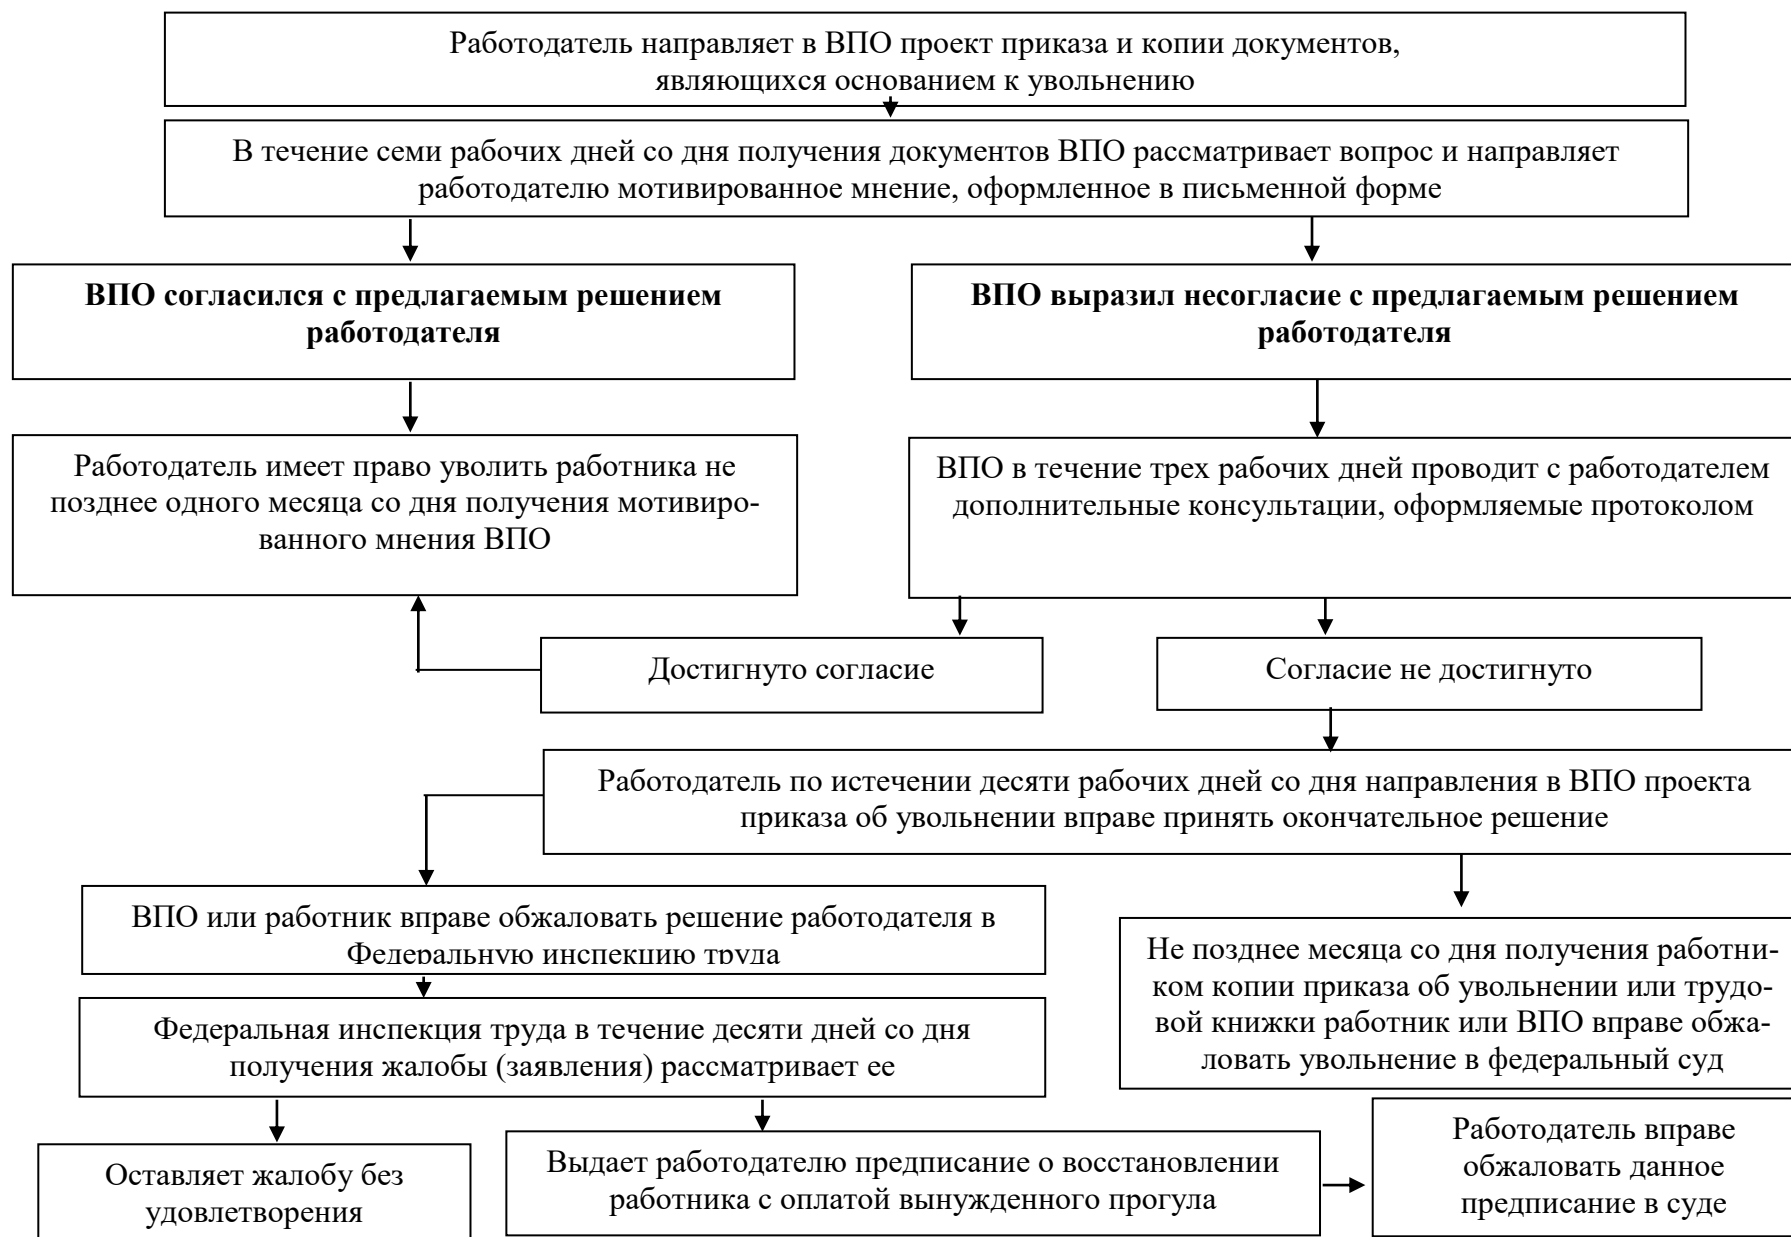 Работодатель направляет в ВПО проект приказа и копии документов,
являющихся основанием к увольнению
В течение семи рабочих дней со дня получения документов ВПО рассматривает вопрос и направляет
работодателю мотивированное мнение, оформленное в письменной форме
ВПО согласился с предлагаемым решением
работодателя
ВПО выразил несогласие с предлагаемым решением
работодателя
Работодатель имеет право уволить работника не
позднее одного месяца со дня получения мотивиро-
ванного мнения ВПО
ВПО в течение трех рабочих дней проводит с работодателем
дополнительные консультации, оформляемые протоколом
Достигнуто согласие
Согласие не достигнуто
Работодатель по истечении десяти рабочих дней со дня направления в ВПО проекта
приказа об увольнении вправе принять окончательное решение
ВПО или работник вправе обжаловать решение работодателя в
Федеральную инспекцию труда
Не позднее месяца со дня получения работни-
ком копии приказа об увольнении или трудо-
вой книжки работник или ВПО вправе обжа-
ловать увольнение в федеральный суд
Федеральная инспекция труда в течение десяти дней со дня
получения жалобы (заявления) рассматривает ее
Оставляет жалобу без
удовлетворения
Выдает работодателю предписание о восстановлении
работника с оплатой вынужденного прогула
Работодатель вправе
обжаловать данное
предписание в суде